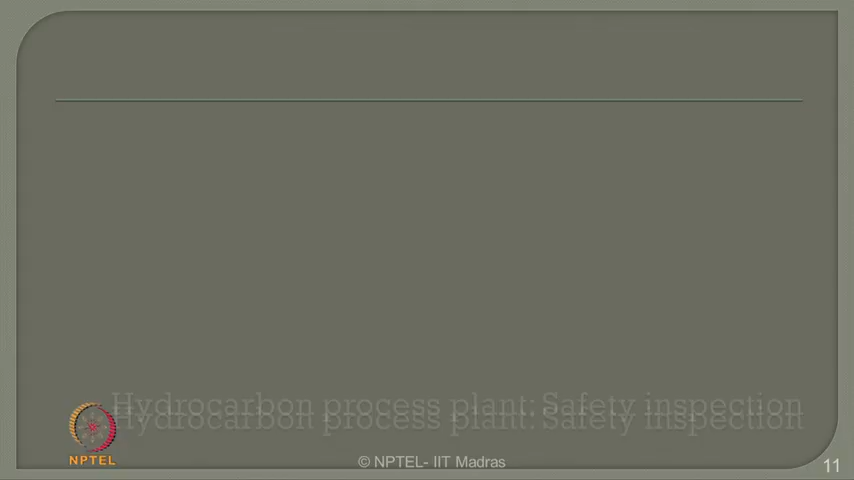 Hydrocarbon process plant: Safety inspection
Hydrocarbon process plant: Safety inspection
NPTEL
© NPTEL- IIT Madras
11